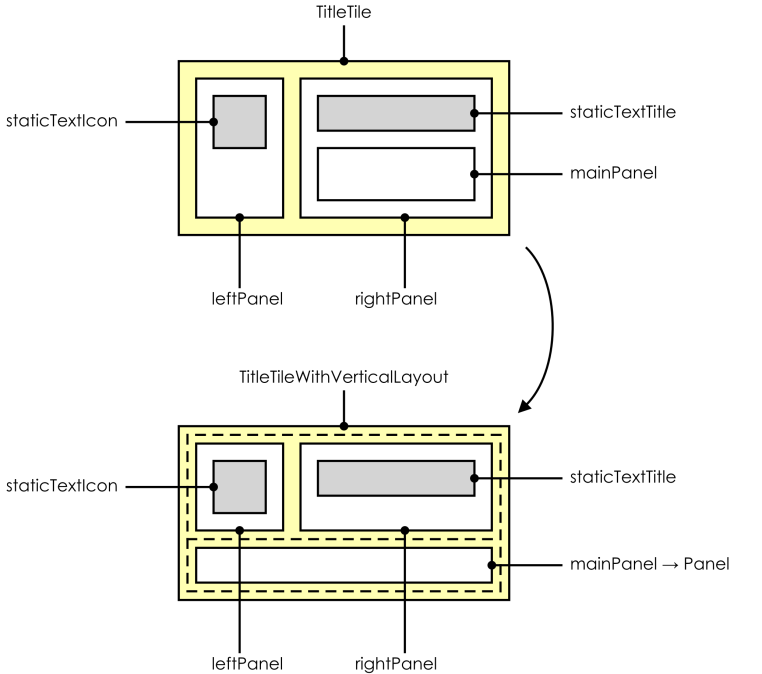 TitleTile
staticTextIcon
staticTextTitle
mainPanel
leftPanel
rightPanel
TitleTileWithVerticalLayout
staticTextIcon
staticTextTitle
mainPanel → Panel
leftPanel
rightPanel